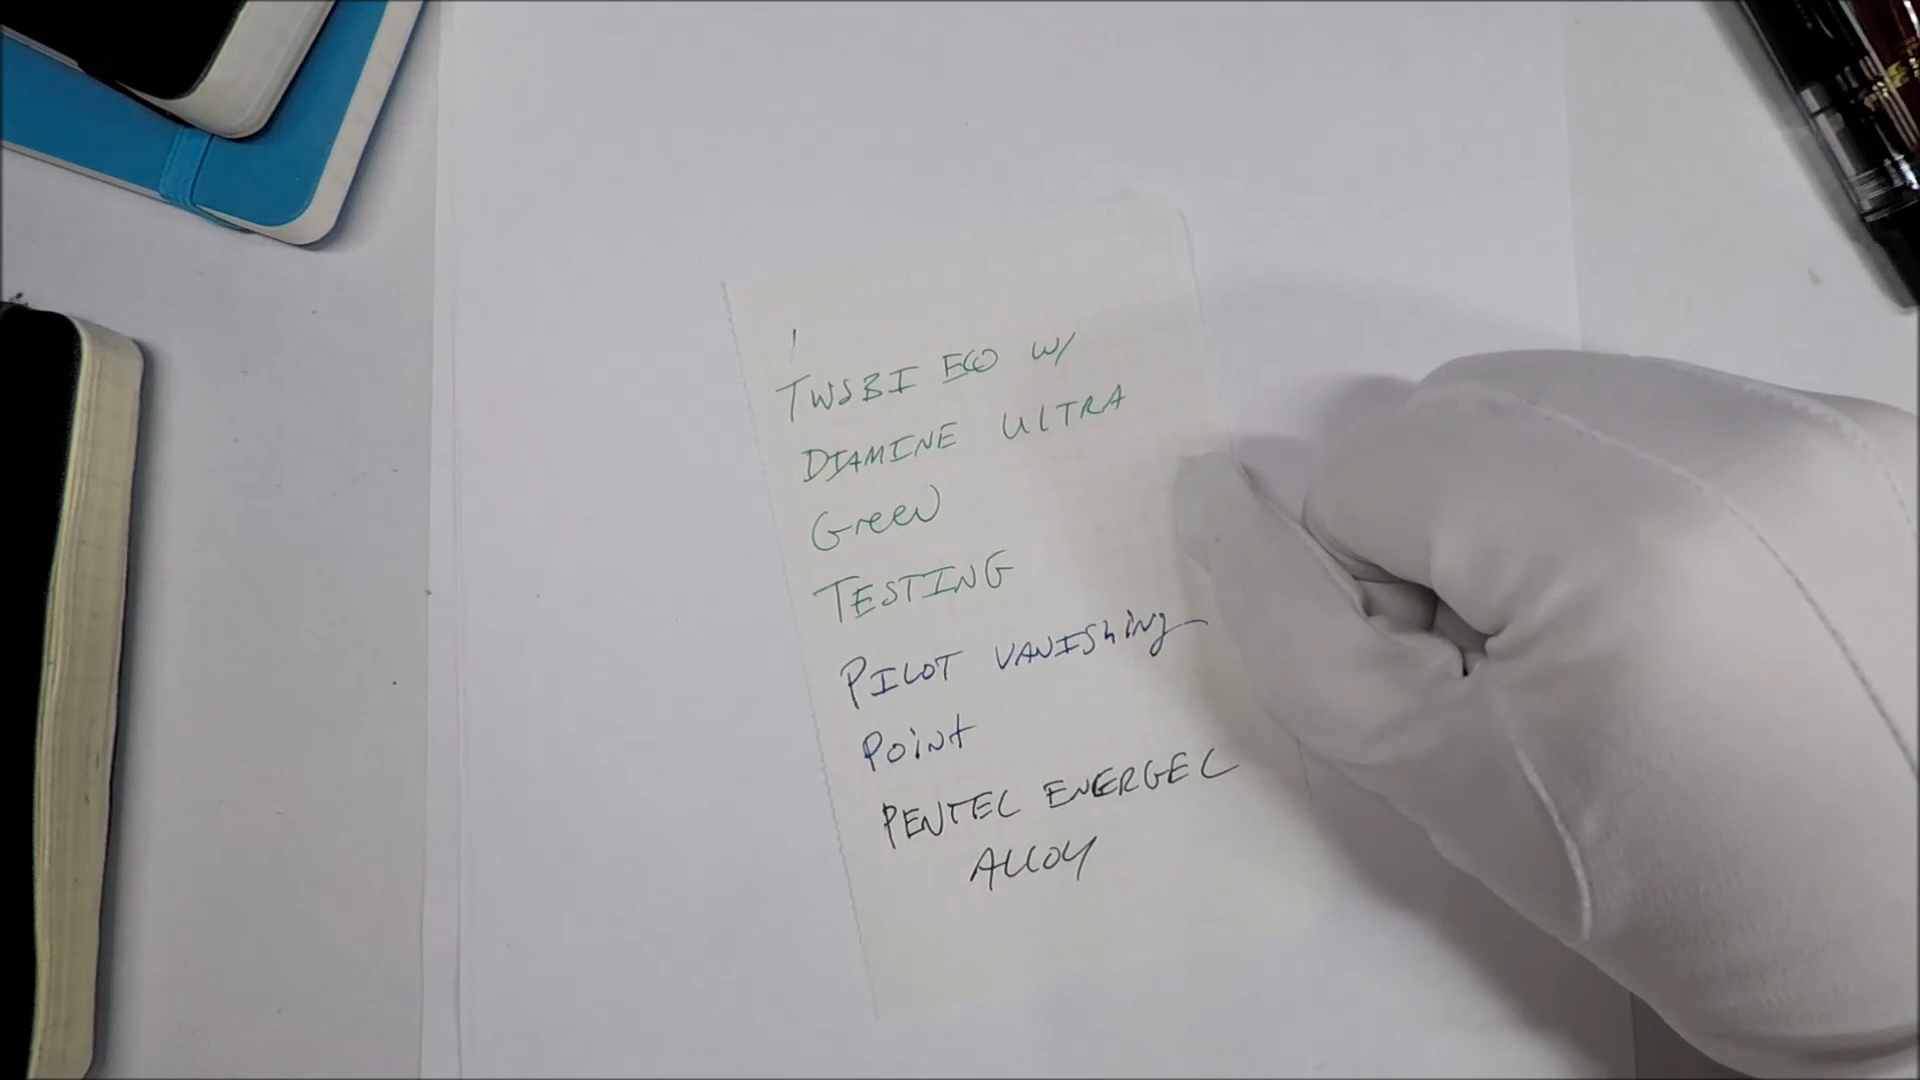 TWSBI ECO W/
DIAMINE ULTRA
Green
TESTING
PILOT VANIShing
Point
PENTEL ENERGEL
ALLOY